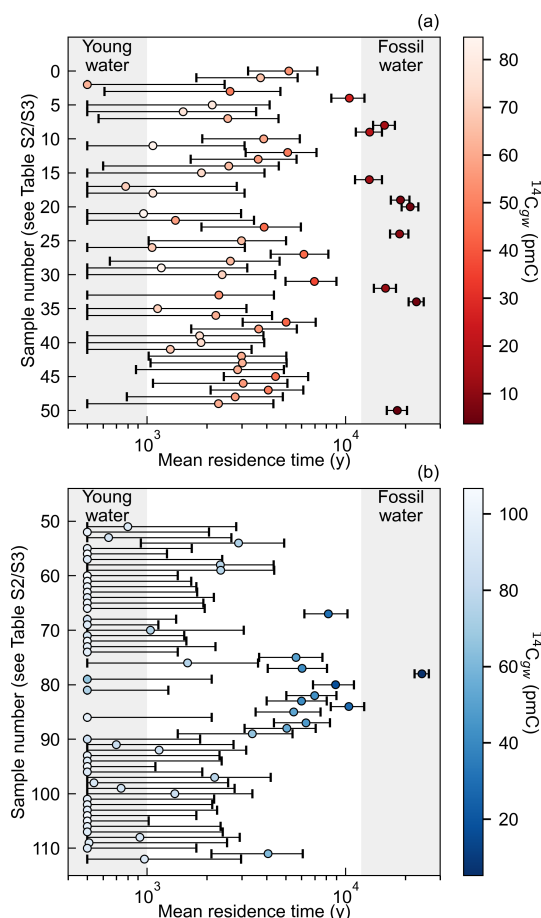 (a)
Young
water
Fossil
water
0
5
10
15
20
25
30
35
40
45
50
Sample number (see Table S2/S3)
10³
10⁴
Mean residence time (y)
80
70
60
50
40
30
20
10
¹⁴C_gw (pmC)
(b)
Young
water
Fossil
water
50
60
70
80
90
100
110
Sample number (see Table S2/S3)
10³
10⁴
Mean residence time (y)
100
80
60
40
20
¹⁴C_gw (pmC)